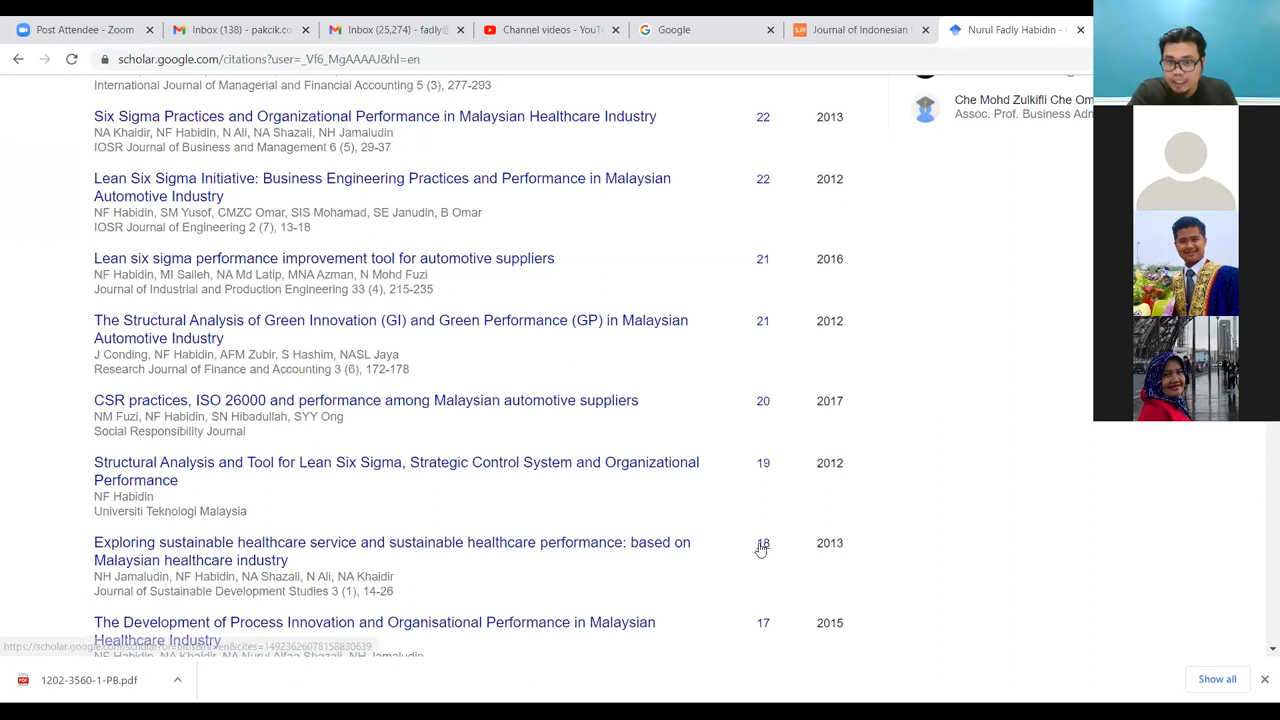 Post Attendee - Zoom
Inbox (138) - pakcik.co
Inbox (25,274) - fadly@
Channel videos - YouT
Google
Journal of Indonesian
Nurul Fadly Habidin -
scholar.google.com/citations?user=_Vf6_MgAAAAJ&hl=en
International Journal of Managerial and Financial Accounting 5 (3), 277-293
Che Mohd Zulkifli Che Om
Assoc. Prof. Business Adn
Six Sigma Practices and Organizational Performance in Malaysian Healthcare Industry 22 2013
NA Khaidir, NF Habidin, N Ali, NA Shazali, NH Jamaludin
IOSR Journal of Business and Management 6 (5), 29-37
Lean Six Sigma Initiative: Business Engineering Practices and Performance in Malaysian 22 2012
Automotive Industry
NF Habidin, SM Yusof, CMZC Omar, SIS Mohamad, SE Janudin, B Omar
IOSR Journal of Engineering 2 (7), 13-18
Lean six sigma performance improvement tool for automotive suppliers 21 2016
NF Habidin, MI Salleh, NA Md Latip, MNA Azman, N Mohd Fuzi
Journal of Industrial and Production Engineering 33 (4), 215-235
The Structural Analysis of Green Innovation (GI) and Green Performance (GP) in Malaysian 21 2012
Automotive Industry
J Conding, NF Habidin, AFM Zubir, S Hashim, NASL Jaya
Research Journal of Finance and Accounting 3 (6), 172-178
CSR practices, ISO 26000 and performance among Malaysian automotive suppliers 20 2017
NM Fuzi, NF Habidin, SN Hibadullah, SYY Ong
Social Responsibility Journal
Structural Analysis and Tool for Lean Six Sigma, Strategic Control System and Organizational 19 2012
Performance
NF Habidin
Universiti Teknologi Malaysia
Exploring sustainable healthcare service and sustainable healthcare performance: based on 18 2013
Malaysian healthcare industry
NH Jamaludin, NF Habidin, NA Shazali, N Ali, NA Khaidir
Journal of Sustainable Development Studies 3 (1), 14-26
The Development of Process Innovation and Organisational Performance in Malaysian 17 2015
Healthcare Industry
NF Habidin, NA Khaidir, NA Nurul Aifaa Shazali, NH Jamaludin
1202-3560-1-PB.pdf
Show all